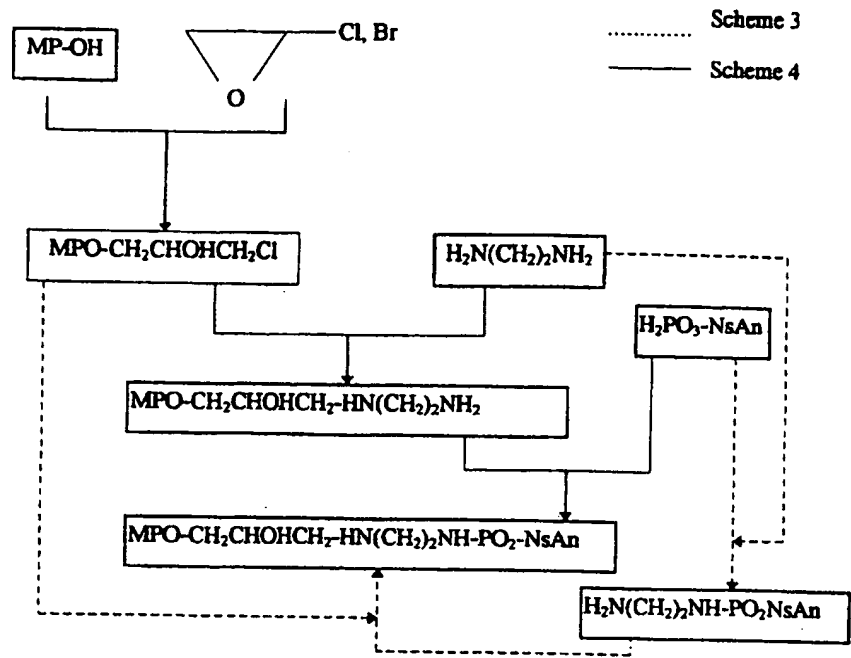 MP-OH
Cl, Br
O
Scheme 3
Scheme 4
MPO-CH₂CHOHCH₂Cl
H₂N(CH₂)₂NH₂
H₂PO₃-NsAn
MPO-CH₂CHOHCH₂-HN(CH₂)₂NH₂
MPO-CH₂CHOHCH₂-HN(CH₂)₂NH-PO₂-NsAn
H₂N(CH₂)₂NH-PO₂NsAn